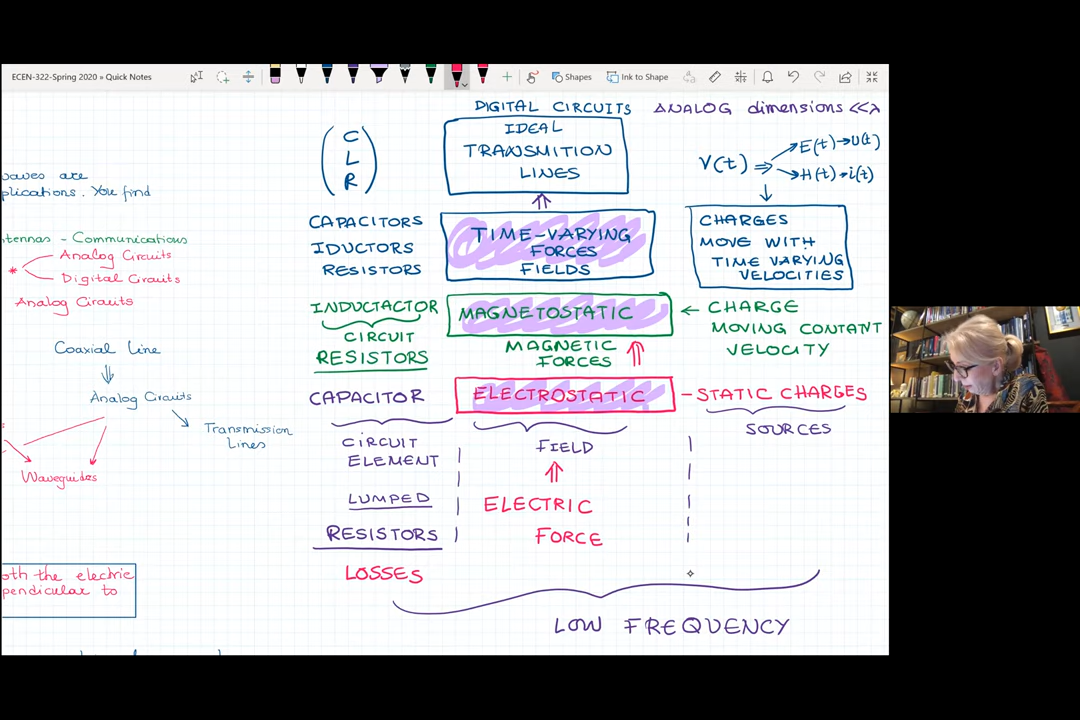 ECEN-322-Spring 2020 » Quick Notes
Shapes
Ink to Shape
DIGITAL CIRCUITS
ANALOG dimensions <<λ
C
L
R
IDEAL
TRANSMITION
LINES
V(t) ⇒ E(t)→U(t)
H(t)→i(t)
waves are
plications. You find
CAPACITORS
IDUCTORS
RESISTORS
TIME-VARYING
FORCES
FIELDS
CHARGES
MOVE WITH
TIME VARYING
VELOCITIES
ntennas - Communications
* Analog Circuits
Digital Circuits
Analog Circuits
INDUCTACTOR
CIRCUIT
RESISTORS
MAGNETOSTATIC
MAGNETIC
FORCES
← CHARGE
MOVING CONTANT
VELOCITY
Coaxial Line
Analog Circuits
Transmission
Lines
Waveguides
CAPACITOR
ELECTROSTATIC
- STATIC CHARGES
SOURCES
CIRCUIT
ELEMENT
LUMPED
RESISTORS
LOSSES
FIELD
ELECTRIC
FORCE
oth the electric
pendicular to
LOW FREQUENCY